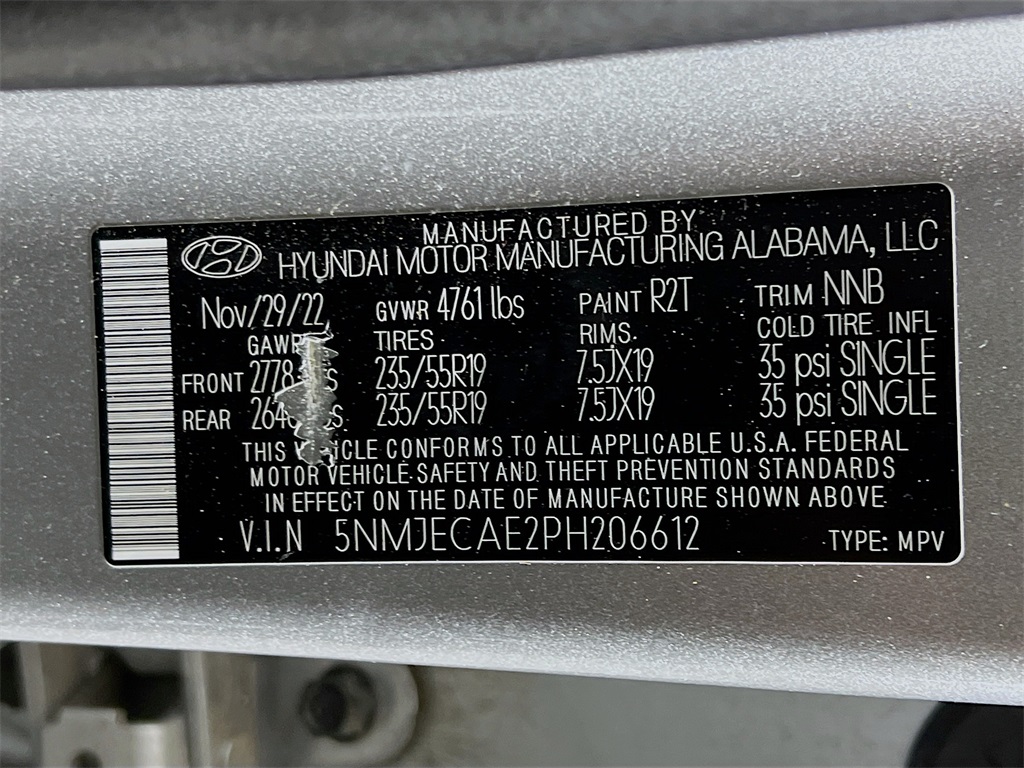 MANUFACTURED BY
HYUNDAI MOTOR MANUFACTURING ALABAMA, LLC
Nov/29/22 GVWR 4761 lbs PAINT R2T TRIM NNB
GAWR TIRES RIMS. COLD TIRE INFL
FRONT 2778 235/55R19 7.5JX19 35 psi SINGLE
REAR 235/55R19 7.5JX19 35 psi SINGLE
THIS CONFORMS TO ALL APPLICABLE U.S.A. FEDERAL
MOTOR VEHICLE SAFETY AND THEFT PREVENTION STANDARDS
IN EFFECT ON THE DATE OF MANUFACTURE SHOWN ABOVE.
V.I.N 5NMJECAE2PH206612 TYPE: MPV